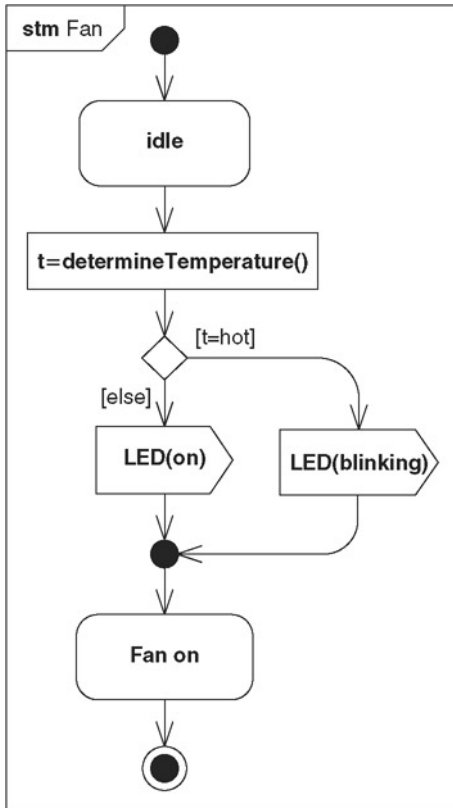 stm Fan
idle
t=determineTemperature()
[t=hot]
[else]
LED(on)
LED(blinking)
Fan on